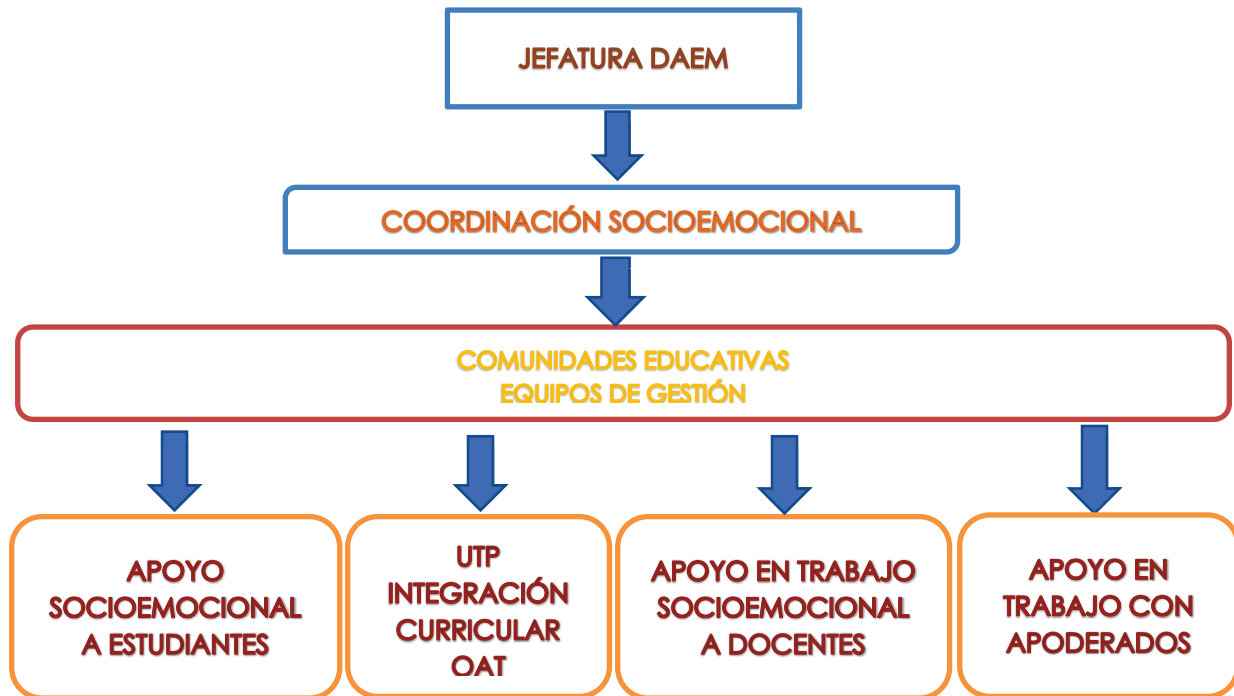 JEFATURA DAEM
COORDINACIÓN SOCIOEMOCIONAL
COMUNIDADES EDUCATIVAS
EQUIPOS DE GESTIÓN
APOYO
SOCIOEMOCIONAL
A ESTUDIANTES
UTP
INTEGRACIÓN
CURRICULAR
OAT
APOYO EN TRABAJO
SOCIOEMOCIONAL
A DOCENTES
APOYO EN
TRABAJO CON
APODERADOS